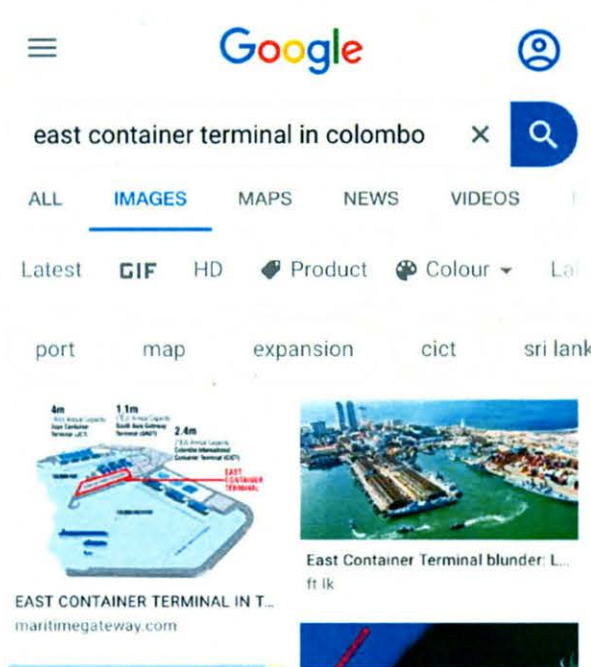 Google
east container terminal in colombo
ALL IMAGES MAPS NEWS VIDEOS
Latest GIF HD Product Colour
port map expansion cict sri lank
4m
1.1m
2.4m
EAST
CONTAINER
TERMINAL
EAST CONTAINER TERMINAL IN T...
maritimegateway.com
East Container Terminal blunder: L...
ft lk